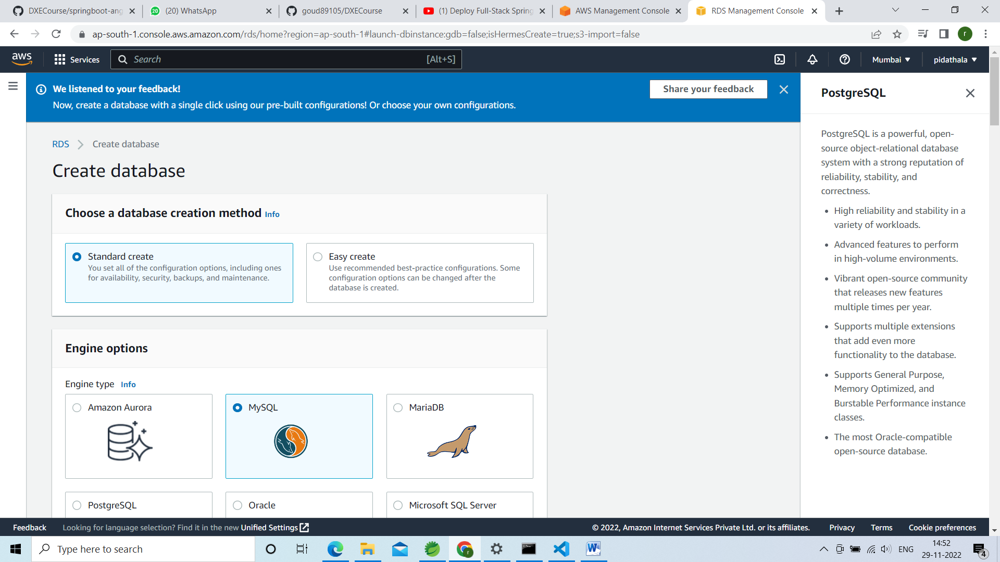 DXECourse/springboot-ang
(20) WhatsApp
goud89105/DXECourse
(1) Deploy Full-Stack Spring
AWS Management Console
RDS Management Console
ap-south-1.console.aws.amazon.com/rds/home?region=ap-south-1#launch-dbinstance:gdb=false;isHermesCreate=true;s3-import=false
r
aws
Services
Search
[Alt+S]
Mumbai
pidathala
We listened to your feedback!
Now, create a database with a single click using our pre-built configurations! Or choose your own configurations.
Share your feedback
RDS
Create database
Create database
Choose a database creation method Info
Standard create
You set all of the configuration options, including ones
for availability, security, backups, and maintenance.
Easy create
Use recommended best-practice configurations. Some
configuration options can be changed after the
database is created.
Engine options
Engine type Info
Amazon Aurora
MySQL
MariaDB
PostgreSQL
Oracle
Microsoft SQL Server
PostgreSQL
PostgreSQL is a powerful, open-
source object-relational database
system with a strong reputation of
reliability, stability, and
correctness.
• High reliability and stability in a
variety of workloads.
• Advanced features to perform
in high-volume environments.
• Vibrant open-source community
that releases new features
multiple times per year.
• Supports multiple extensions
that add even more
functionality to the database.
• Supports General Purpose,
Memory Optimized, and
Burstable Performance instance
classes.
• The most Oracle-compatible
open-source database.
Feedback
Looking for language selection? Find it in the new Unified Settings
© 2022, Amazon Internet Services Private Ltd. or its affiliates.
Privacy
Terms
Cookie preferences
Type here to search
ENG
14:52
29-11-2022
4